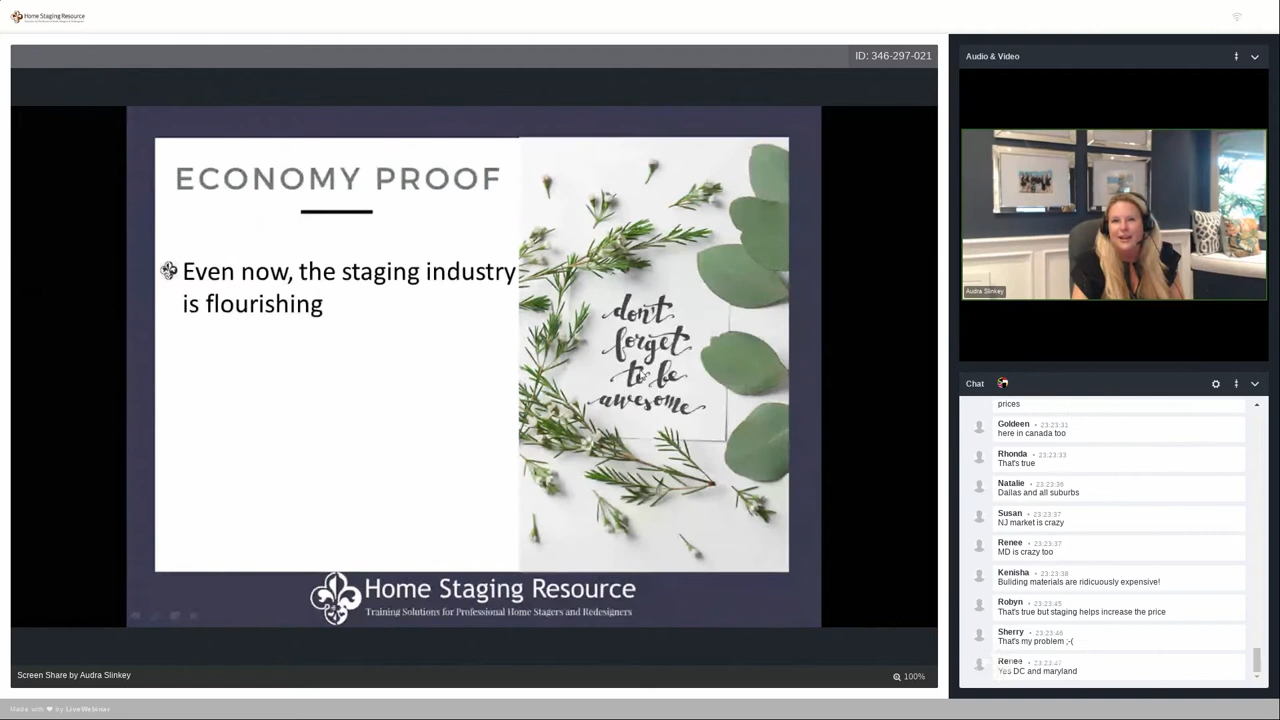 Home Staging Resource
ID: 346-297-021
ECONOMY PROOF
Even now, the staging industry
is flourishing
don't
forget
to be
awesome
Home Staging Resource
Training Solutions for Professional Home Stagers and Redesigners
Screen Share by Audra Slinkey
100%
Audio & Video
Audra Slinkey
Chat
prices
Goldeen • 23:23:31
here in canada too
Rhonda • 23:23:33
That's true
Natalie • 23:23:36
Dallas and all suburbs
Susan • 23:23:37
NJ market is crazy
Renee • 23:23:37
MD is crazy too
Kenisha • 23:23:38
Building materials are ridicuously expensive!
Robyn • 23:23:45
That's true but staging helps increase the price
Sherry • 23:23:46
That's my problem ;-(
Renee • 23:23:47
Yes DC and maryland
Made with ❤ by LiveWebinar